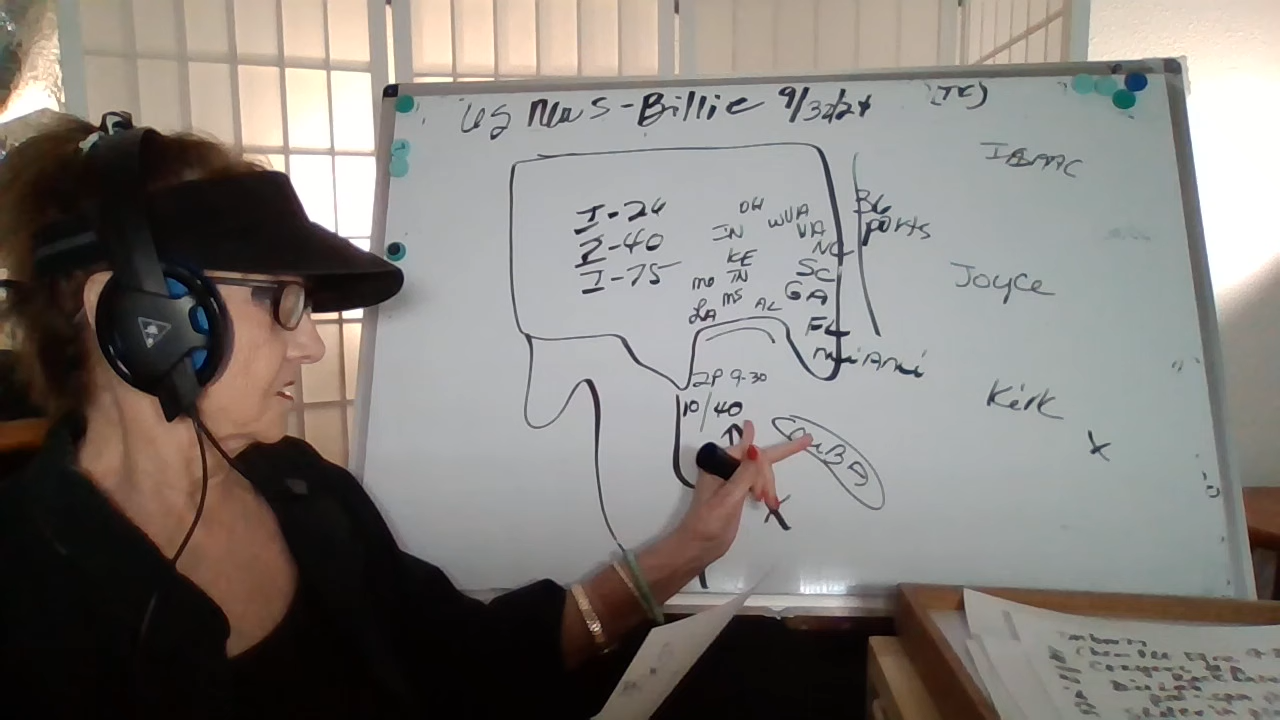 US News - Billie 9/30/24 (TC)
ISAAC
I-24
I-40
I-75
OH
WVA
IN
VA
NC
KE
TN
SC
MO
MS
AL
GA
LA
FL
36
ports
Miami
Joyce
2P 9-30
10/40
Kirk
X
CUBA
X